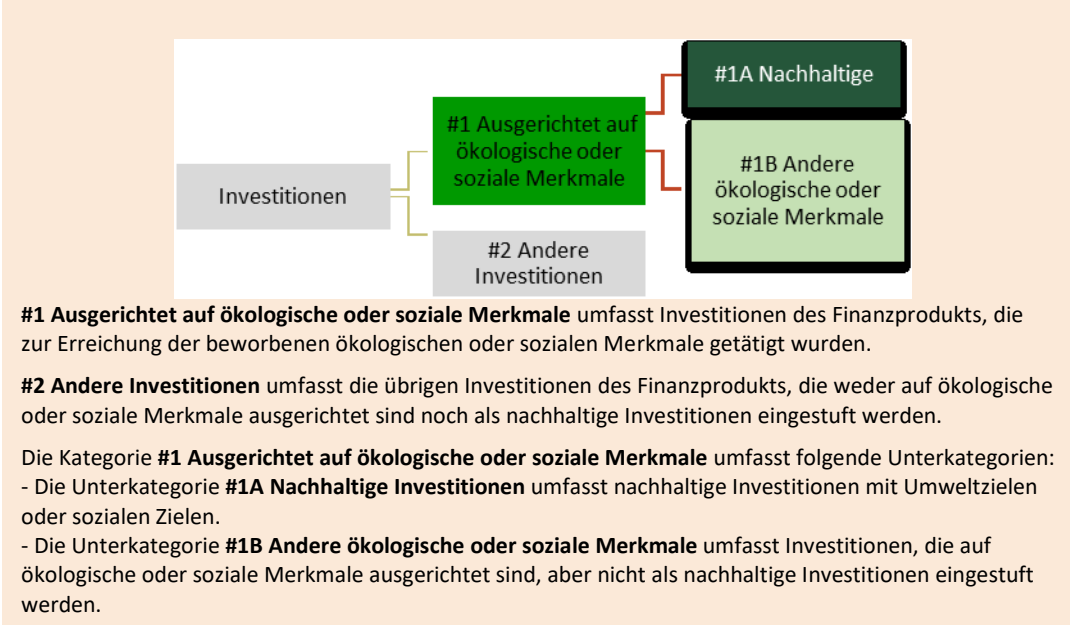 #1A Nachhaltige
#1 Ausgerichtet auf
ökologische oder
soziale Merkmale
#1B Andere
ökologische oder
soziale Merkmale
Investitionen
#2 Andere
Investitionen
#1 Ausgerichtet auf ökologische oder soziale Merkmale umfasst Investitionen des Finanzprodukts, die
zur Erreichung der beworbenen ökologischen oder sozialen Merkmale getätigt wurden.
#2 Andere Investitionen umfasst die übrigen Investitionen des Finanzprodukts, die weder auf ökologische
oder soziale Merkmale ausgerichtet sind noch als nachhaltige Investitionen eingestuft werden.
Die Kategorie #1 Ausgerichtet auf ökologische oder soziale Merkmale umfasst folgende Unterkategorien:
- Die Unterkategorie #1A Nachhaltige Investitionen umfasst nachhaltige Investitionen mit Umweltzielen
oder sozialen Zielen.
- Die Unterkategorie #1B Andere ökologische oder soziale Merkmale umfasst Investitionen, die auf
ökologische oder soziale Merkmale ausgerichtet sind, aber nicht als nachhaltige Investitionen eingestuft
werden.